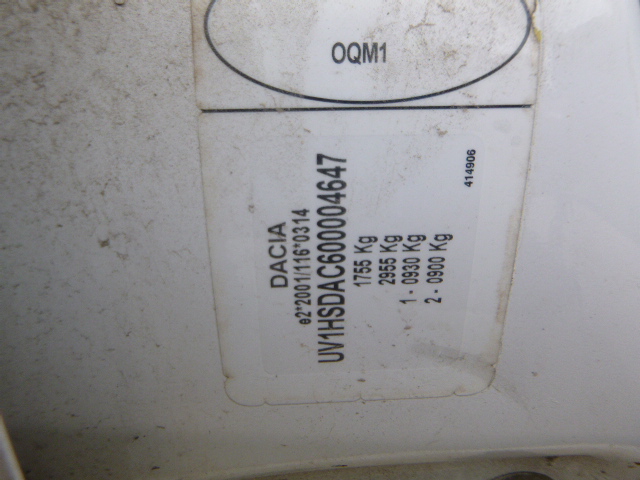 OQM1
DACIA
e2*2001/116*0314
UV1HSDAC600004647
1755 Kg
2955 Kg
1 - 0930 Kg
2 - 0900 Kg
414906